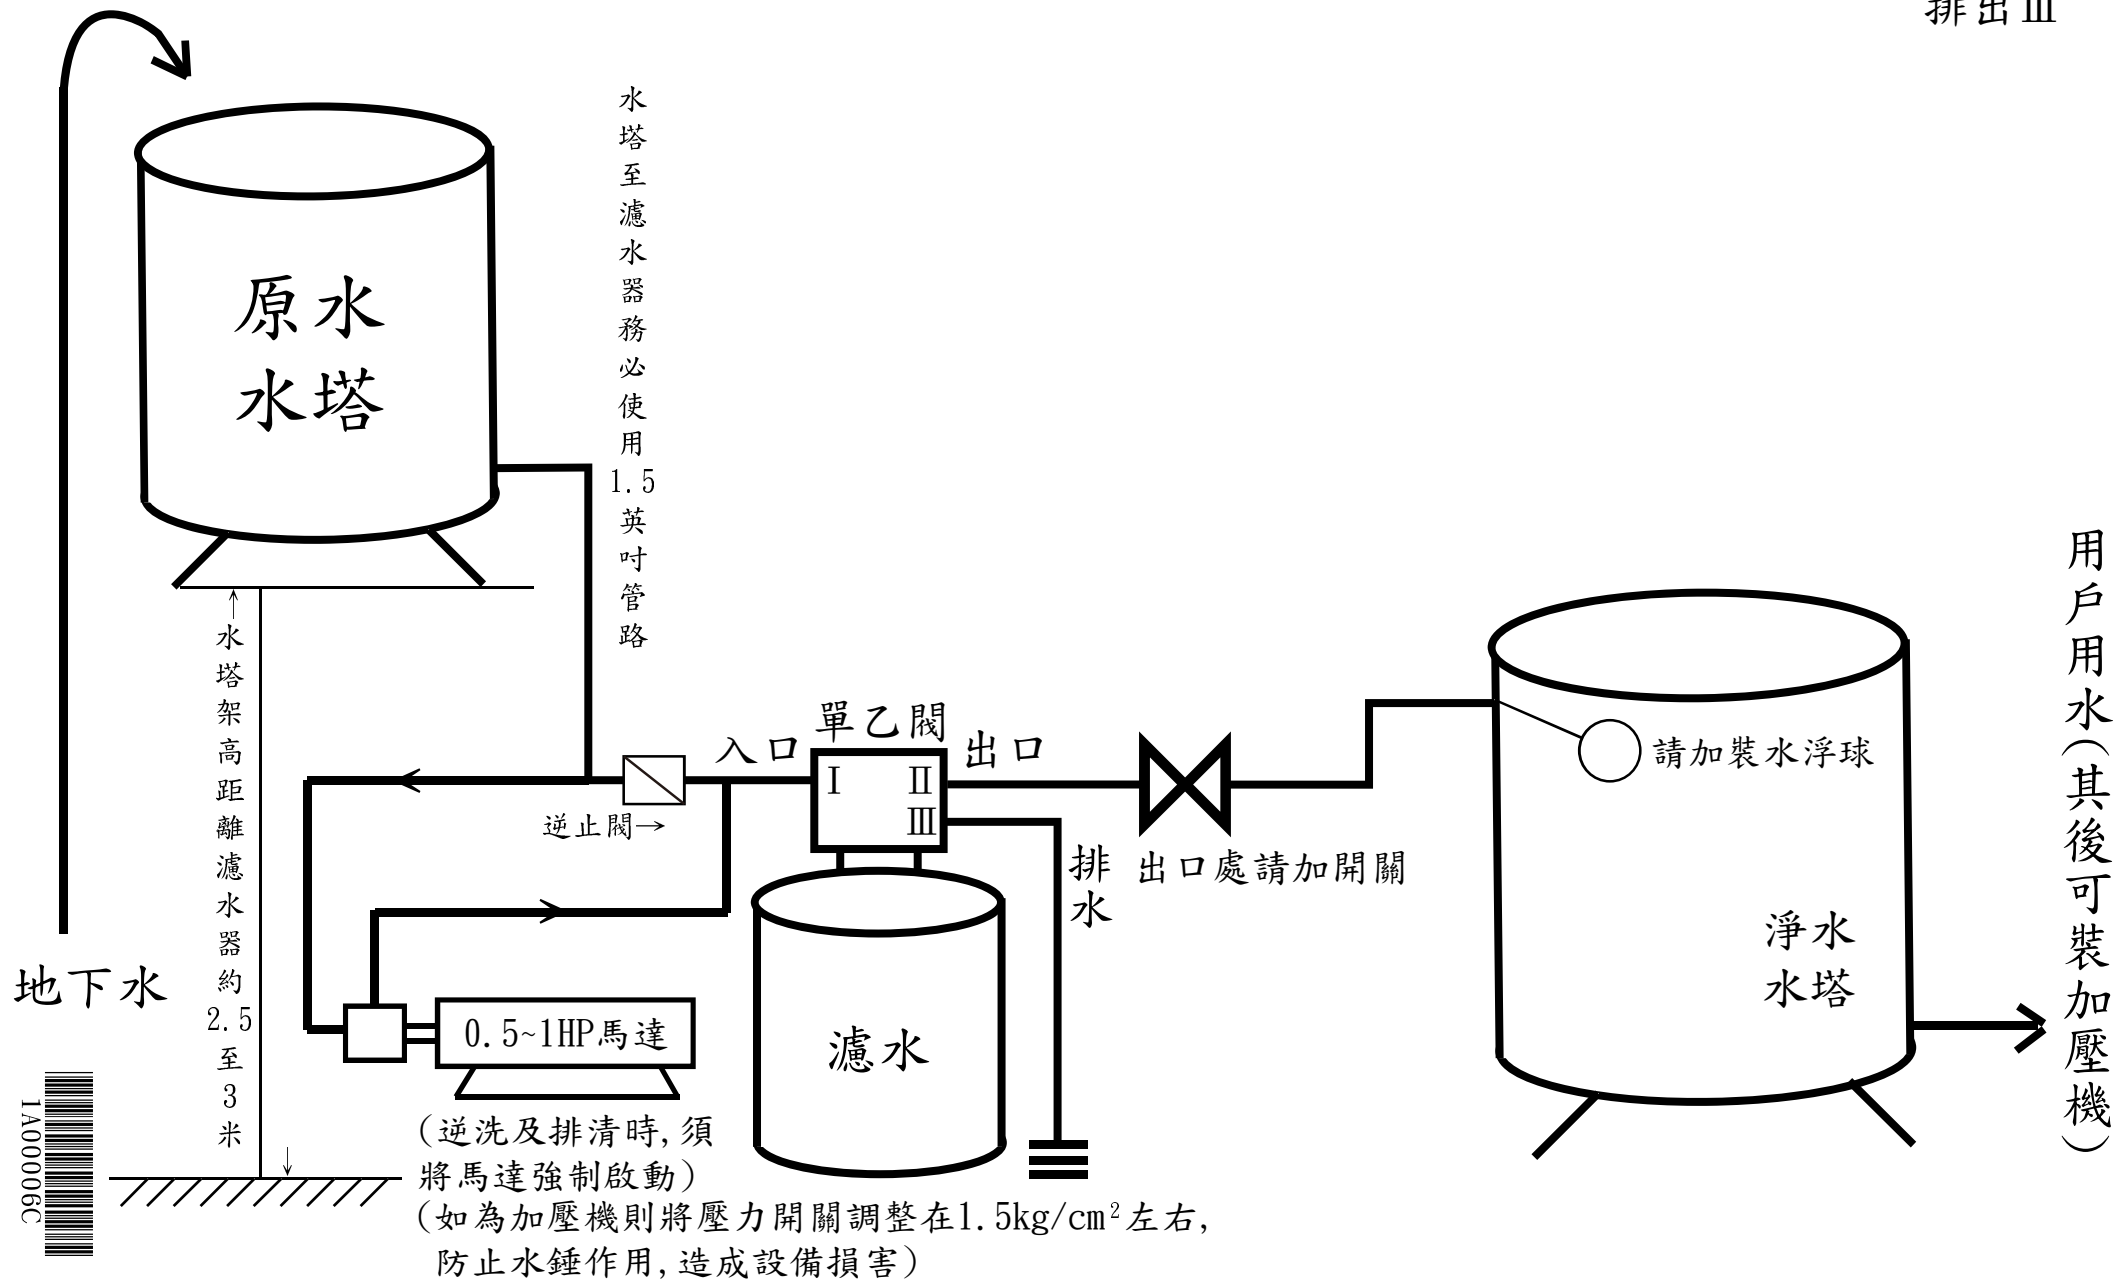 排出Ⅲ
水塔至濾水器務必使用1.5英吋管路
原水
水塔
水塔架高距離濾水器約2.5至3米
地下水
1A00006C
入口
單乙閥
出口
Ⅰ
Ⅱ
Ⅲ
逆止閥→
排水
出口處請加開關
請加裝水浮球
淨水
水塔
用戶用水(其後可裝加壓機)
0.5~1HP馬達
濾水
(逆洗及排清時,須
將馬達強制啟動)
(如為加壓機則將壓力開關調整在1.5kg/cm²左右,
防止水錘作用,造成設備損害)